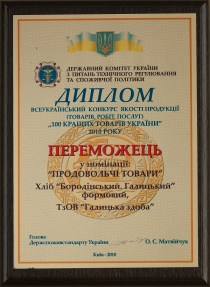 ДЕРЖАВНИЙ КОМІТЕТ УКРАЇНИ
З ПИТАНЬ ТЕХНІЧНОГО РЕГУЛЮВАННЯ
ТА СПОЖИВЧОЇ ПОЛІТИКИ
ДИПЛОМ
ВСЕУКРАЇНСЬКИЙ КОНКУРС ЯКОСТІ ПРОДУКЦІЇ
(ТОВАРІВ, РОБІТ, ПОСЛУГ)
"100 КРАЩИХ ТОВАРІВ УКРАЇНИ"
2010 РОКУ
ПЕРЕМОЖЕЦЬ
у номінації:
"ПРОДОВОЛЬЧІ ТОВАРИ"
Хліб "Бородінський. Галицький"
формовий,
ТзОВ "Галицька здоба"
Голова
Держспоживстандарту України
О. С. Матвійчук
Київ - 2010